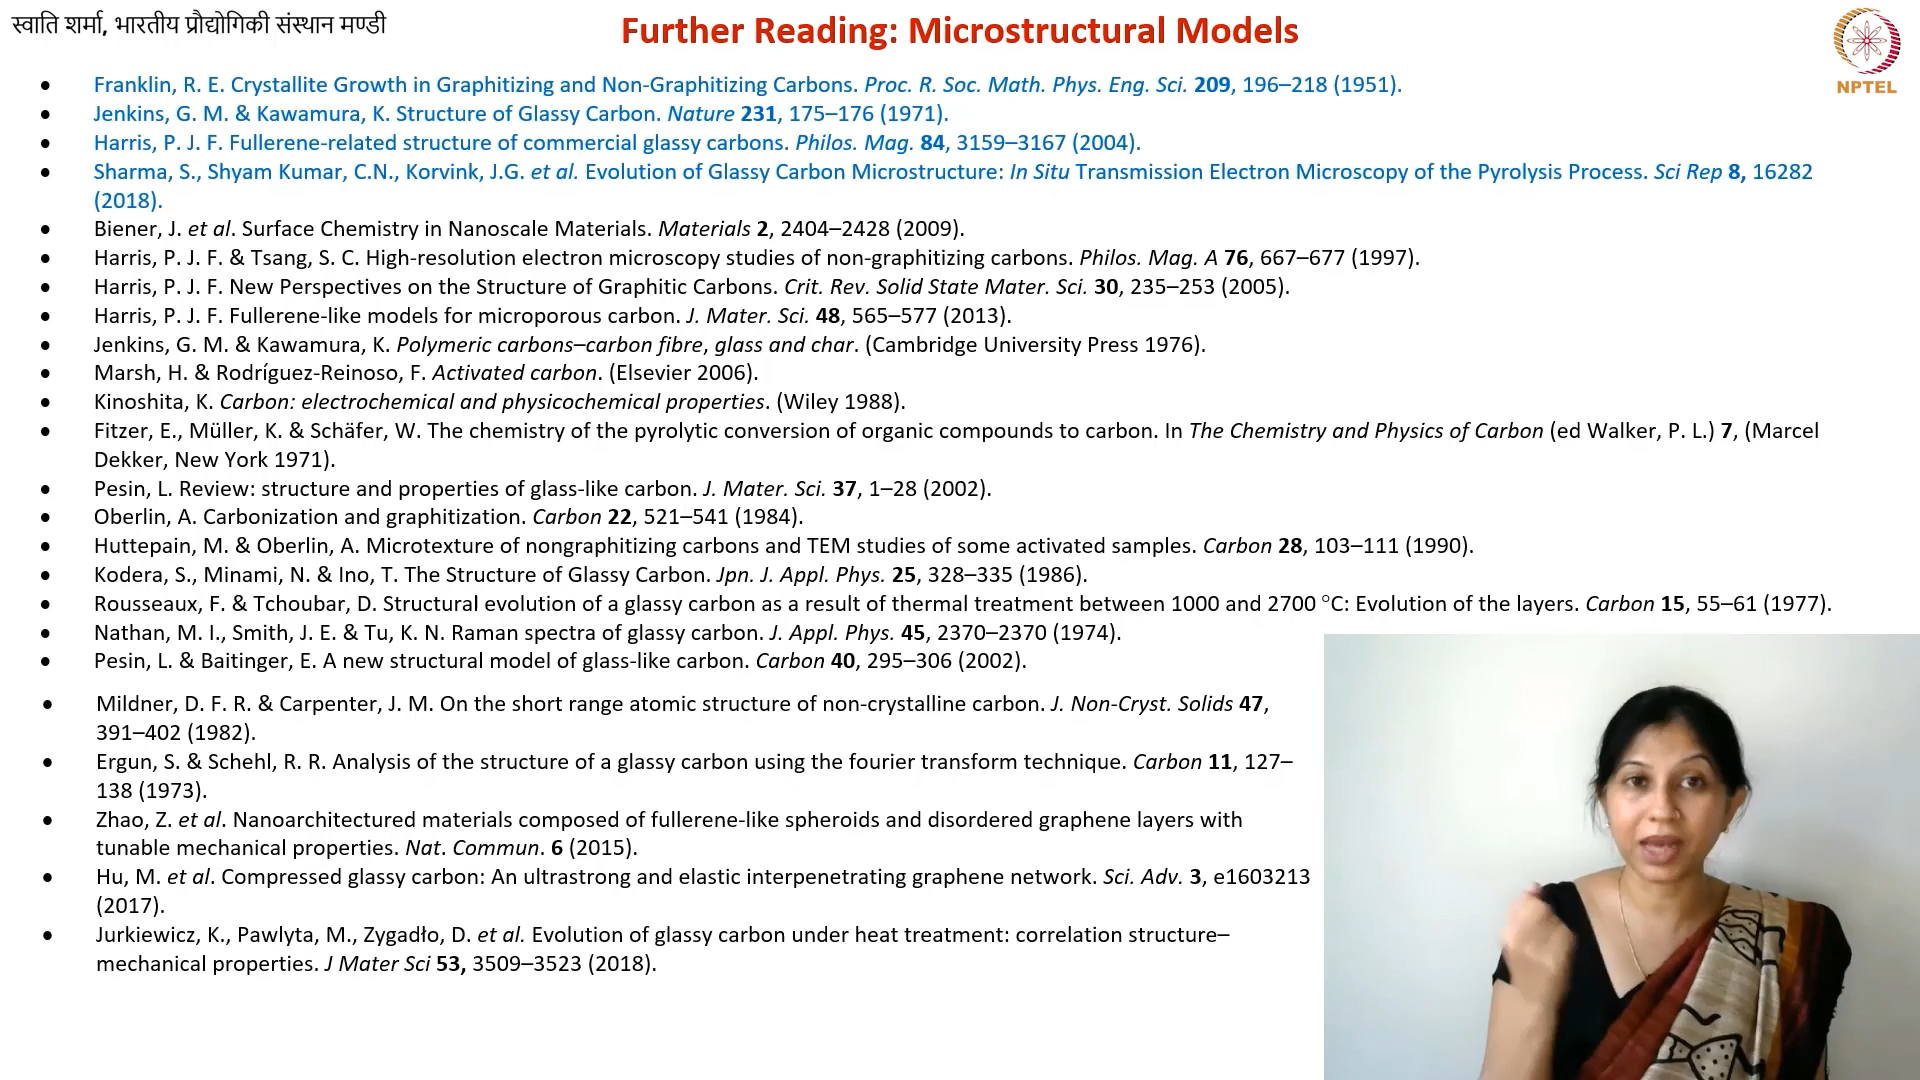 स्वाति शर्मा, भारतीय प्रौद्योगिकी संस्थान मण्डी
Further Reading: Microstructural Models
NPTEL
• Franklin, R. E. Crystallite Growth in Graphitizing and Non-Graphitizing Carbons. Proc. R. Soc. Math. Phys. Eng. Sci. 209, 196–218 (1951).
• Jenkins, G. M. & Kawamura, K. Structure of Glassy Carbon. Nature 231, 175–176 (1971).
• Harris, P. J. F. Fullerene-related structure of commercial glassy carbons. Philos. Mag. 84, 3159–3167 (2004).
• Sharma, S., Shyam Kumar, C.N., Korvink, J.G. et al. Evolution of Glassy Carbon Microstructure: In Situ Transmission Electron Microscopy of the Pyrolysis Process. Sci Rep 8, 16282
(2018).
• Biener, J. et al. Surface Chemistry in Nanoscale Materials. Materials 2, 2404–2428 (2009).
• Harris, P. J. F. & Tsang, S. C. High-resolution electron microscopy studies of non-graphitizing carbons. Philos. Mag. A 76, 667–677 (1997).
• Harris, P. J. F. New Perspectives on the Structure of Graphitic Carbons. Crit. Rev. Solid State Mater. Sci. 30, 235–253 (2005).
• Harris, P. J. F. Fullerene-like models for microporous carbon. J. Mater. Sci. 48, 565–577 (2013).
• Jenkins, G. M. & Kawamura, K. Polymeric carbons–carbon fibre, glass and char. (Cambridge University Press 1976).
• Marsh, H. & Rodríguez-Reinoso, F. Activated carbon. (Elsevier 2006).
• Kinoshita, K. Carbon: electrochemical and physicochemical properties. (Wiley 1988).
• Fitzer, E., Müller, K. & Schäfer, W. The chemistry of the pyrolytic conversion of organic compounds to carbon. In The Chemistry and Physics of Carbon (ed Walker, P. L.) 7, (Marcel
Dekker, New York 1971).
• Pesin, L. Review: structure and properties of glass-like carbon. J. Mater. Sci. 37, 1–28 (2002).
• Oberlin, A. Carbonization and graphitization. Carbon 22, 521–541 (1984).
• Huttepain, M. & Oberlin, A. Microtexture of nongraphitizing carbons and TEM studies of some activated samples. Carbon 28, 103–111 (1990).
• Kodera, S., Minami, N. & Ino, T. The Structure of Glassy Carbon. Jpn. J. Appl. Phys. 25, 328–335 (1986).
• Rousseaux, F. & Tchoubar, D. Structural evolution of a glassy carbon as a result of thermal treatment between 1000 and 2700 °C: Evolution of the layers. Carbon 15, 55–61 (1977).
• Nathan, M. I., Smith, J. E. & Tu, K. N. Raman spectra of glassy carbon. J. Appl. Phys. 45, 2370–2370 (1974).
• Pesin, L. & Baitinger, E. A new structural model of glass-like carbon. Carbon 40, 295–306 (2002).
• Mildner, D. F. R. & Carpenter, J. M. On the short range atomic structure of non-crystalline carbon. J. Non-Cryst. Solids 47,
391–402 (1982).
• Ergun, S. & Schehl, R. R. Analysis of the structure of a glassy carbon using the fourier transform technique. Carbon 11, 127–
138 (1973).
• Zhao, Z. et al. Nanoarchitectured materials composed of fullerene-like spheroids and disordered graphene layers with
tunable mechanical properties. Nat. Commun. 6 (2015).
• Hu, M. et al. Compressed glassy carbon: An ultrastrong and elastic interpenetrating graphene network. Sci. Adv. 3, e1603213
(2017).
• Jurkiewicz, K., Pawlyta, M., Zygadło, D. et al. Evolution of glassy carbon under heat treatment: correlation structure–
mechanical properties. J Mater Sci 53, 3509–3523 (2018).